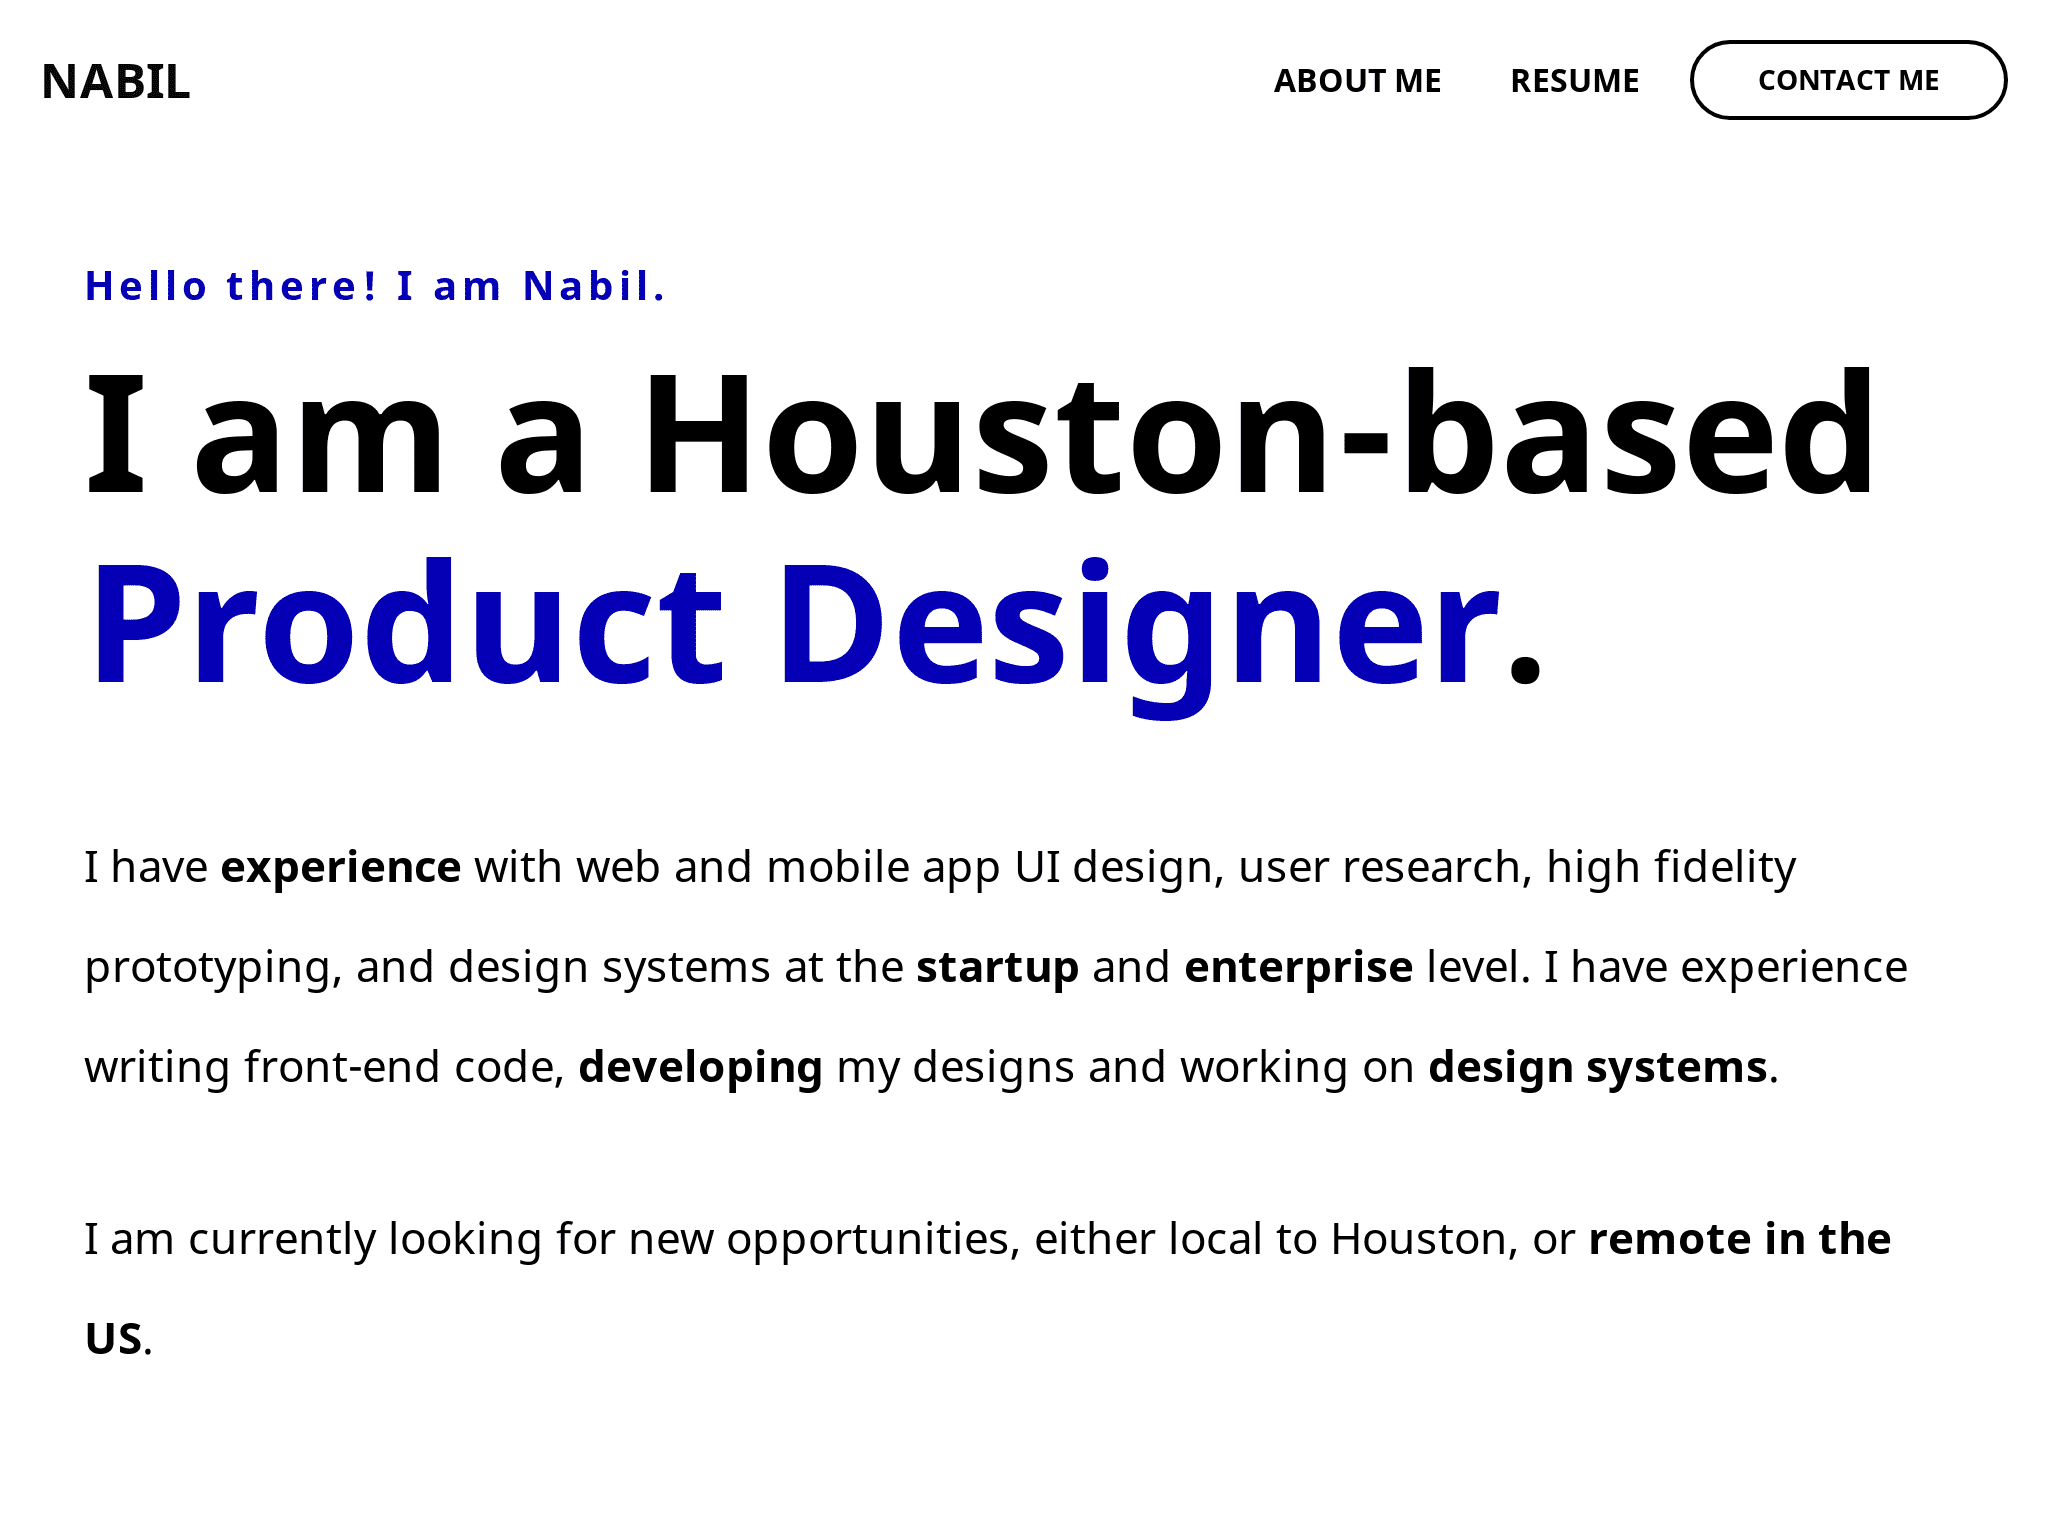 NABIL
ABOUT ME
RESUME
CONTACT ME
Hello there! I am Nabil.
I am a Houston-based
Product Designer.
I have experience with web and mobile app UI design, user research, high fidelity
prototyping, and design systems at the startup and enterprise level. I have experience
writing front-end code, developing my designs and working on design systems.
I am currently looking for new opportunities, either local to Houston, or remote in the
US.